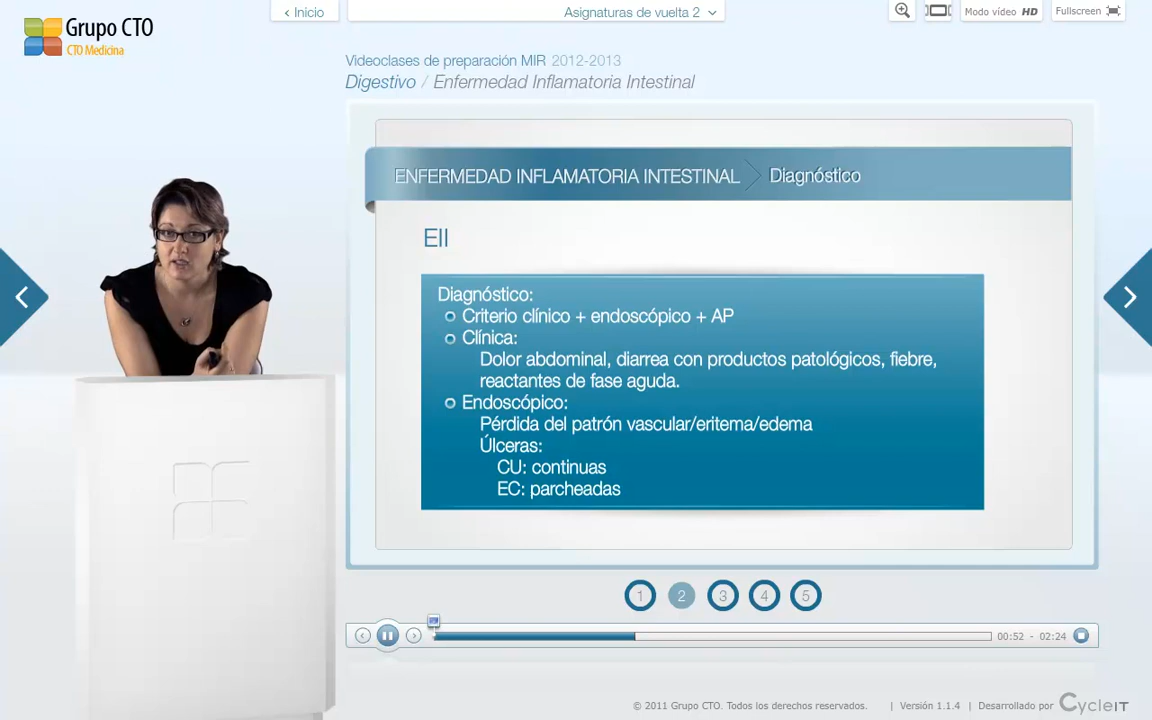 Grupo CTO
CTO Medicina
‹ Inicio
Asignaturas de vuelta 2
Modo vídeo HD
Fullscreen
Videoclases de preparación MIR 2012-2013
Digestivo / Enfermedad Inflamatoria Intestinal
ENFERMEDAD INFLAMATORIA INTESTINAL
Diagnóstico
EII
Diagnóstico:
Criterio clínico + endoscópico + AP
Clínica:
Dolor abdominal, diarrea con productos patológicos, fiebre,
reactantes de fase aguda.
Endoscópico:
Pérdida del patrón vascular/eritema/edema
Úlceras:
CU: continuas
EC: parcheadas
1 2 3 4 5
00:52 - 02:24
© 2011 Grupo CTO. Todos los derechos reservados. | Versión 1.1.4 | Desarrollado por CycleIT